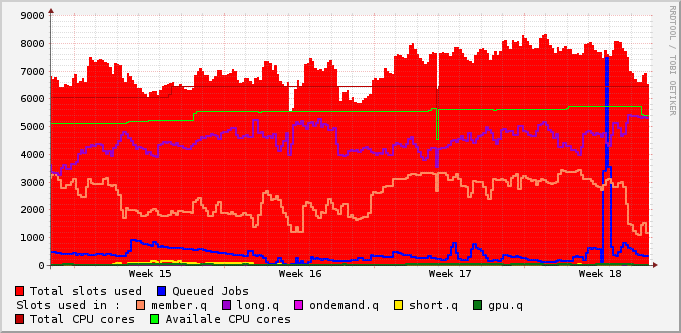 9000
8000
7000
6000
5000
4000
3000
2000
1000
0
Week 15 Week 16 Week 17 Week 18
RRDTOOL / TOBI OETIKER
Total slots used Queued Jobs
Slots used in : member.q long.q ondemand.q short.q gpu.q
Total CPU cores Availale CPU cores